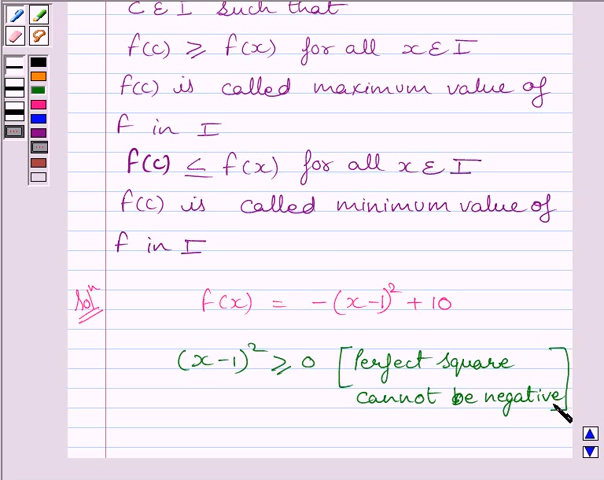 C ∈ I such that
f(c) ⩾ f(x) for all x ∈ I
f(c) is called maximum value of
f in I
f(c) ≤ f(x) for all x ∈ I
f(c) is called minimum value of
f in I
Solⁿ f(x) = -(x-1)² + 10
(x-1)² ⩾ 0 [Perfect square
cannot be negative]